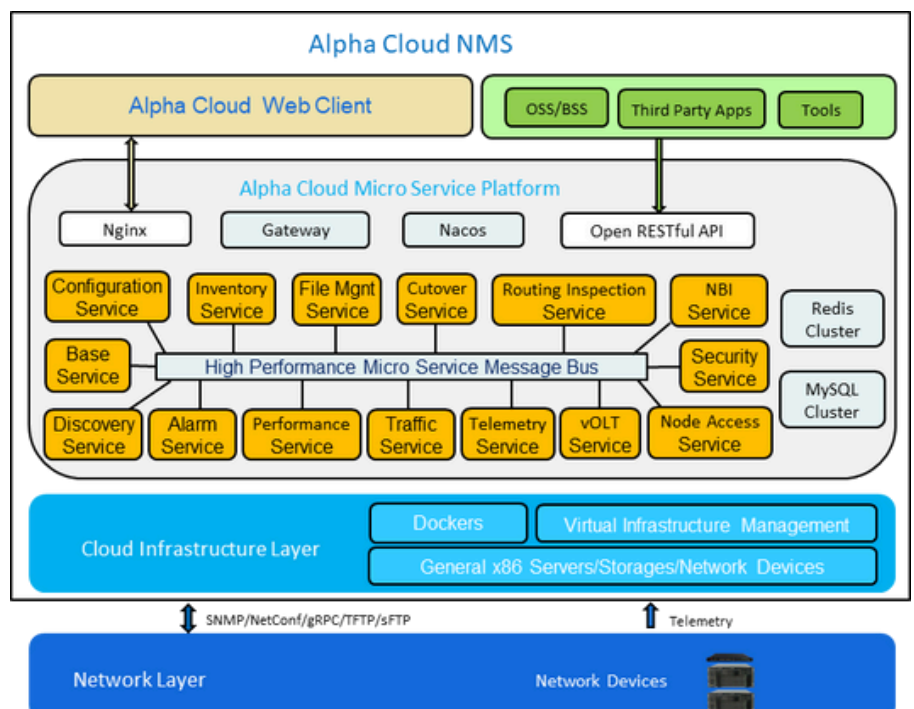 Alpha Cloud NMS
Alpha Cloud Web Client
OSS/BSS
Third Party Apps
Tools
Alpha Cloud Micro Service Platform
Nginx
Gateway
Nacos
Open RESTful API
Configuration
Service
Inventory
Service
File Mgnt
Service
Cutover
Service
Routing Inspection
Service
NBI
Service
Redis
Cluster
Base
Service
High Performance Micro Service Message Bus
Security
Service
MySQL
Cluster
Discovery
Service
Alarm
Service
Performance
Service
Traffic
Service
Telemetry
Service
vOLT
Service
Node Access
Service
Cloud Infrastructure Layer
Dockers
Virtual Infrastructure Management
General x86 Servers/Storages/Network Devices
SNMP/NetConf/gRPC/TFTP/sFTP
Telemetry
Network Layer
Network Devices